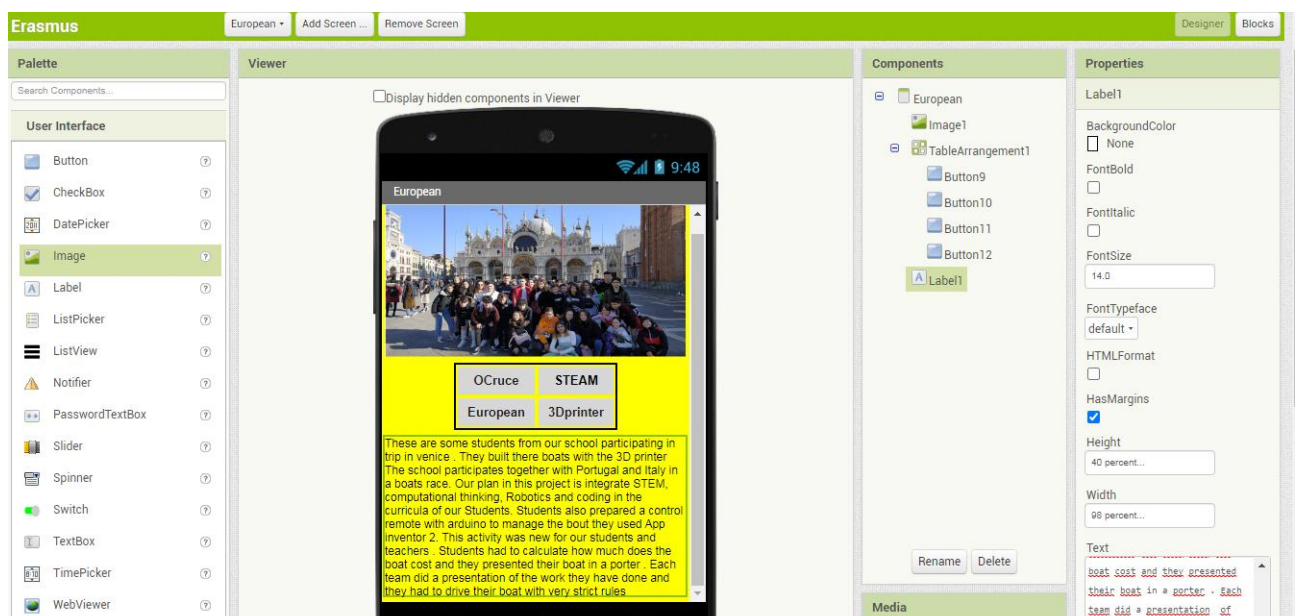 Erasmus
European
Add Screen ...
Remove Screen
Designer
Blocks
Palette
Search Components...
User Interface
Button
CheckBox
DatePicker
Image
Label
ListPicker
ListView
Notifier
PasswordTextBox
Slider
Spinner
Switch
TextBox
TimePicker
WebViewer
Viewer
Display hidden components in Viewer
9:48
European
OCruce STEAM
European 3Dprinter
These are some students from our school participating in
trip in venice . They built there boats with the 3D printer
The school participates together with Portugal and Italy in
a boats race. Our plan in this project is integrate STEM,
computational thinking, Robotics and coding in the
curricula of our Students. Students also prepared a control
remote with arduino to manage the bout they used App
inventor 2. This activity was new for our students and
teachers . Students had to calculate how much does the
boat cost and they presented their boat in a porter . Each
team did a presentation of the work they have done and
they had to drive their boat with very strict rules
Components
European
Image1
TableArrangement1
Button9
Button10
Button11
Button12
Label1
Rename
Delete
Media
Properties
Label1
BackgroundColor
None
FontBold
FontItalic
FontSize
14.0
FontTypeface
default
HTMLFormat
HasMargins
Height
40 percent...
Width
98 percent...
Text
boat cost and they presented
their boat in a porter . Each
team did a presentation of